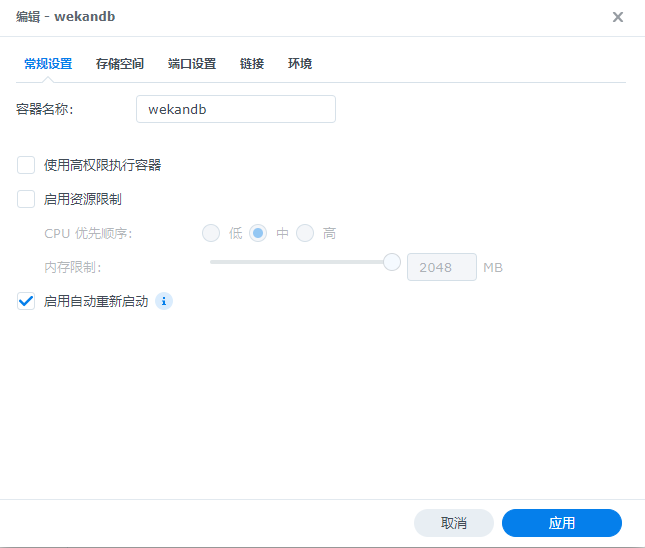 编辑 - wekandb
常规设置 存储空间 端口设置 链接 环境
容器名称: wekandb
使用高权限执行容器
启用资源限制
CPU 优先顺序: 低 中 高
内存限制: 2048 MB
启用自动重新启动
取消 应用